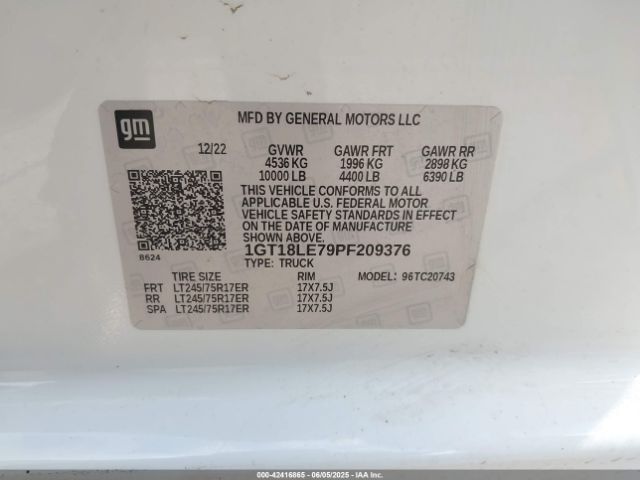 gm
MFD BY GENERAL MOTORS LLC
12/22 GVWR GAWR FRT GAWR RR
4536 KG 1996 KG 2898 KG
10000 LB 4400 LB 6390 LB
THIS VEHICLE CONFORMS TO ALL
APPLICABLE U.S. FEDERAL MOTOR
VEHICLE SAFETY STANDARDS IN EFFECT
ON THE DATE OF MANUFACTURE
SHOWN ABOVE.
1GT18LE79PF209376
B624
TYPE: TRUCK
TIRE SIZE RIM MODEL: 96TC20743
FRT LT245/75R17ER 17X7.5J
RR LT245/75R17ER 17X7.5J
SPA LT245/75R17ER 17X7.5J
000-42416865 - 06/05/2025 - IAAI.COM